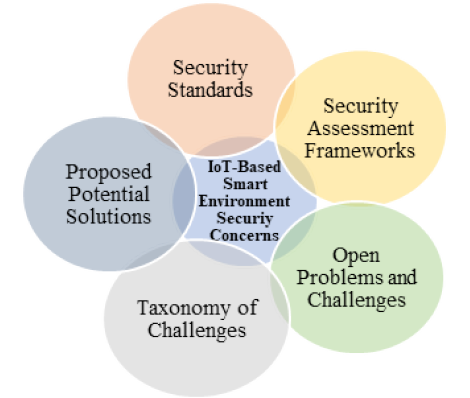 Security
Standards
Security
Assessment
Frameworks
IoT-Based
Smart
Environment
Securiy
Concerns
Proposed
Potential
Solutions
Open
Problems and
Challenges
Taxonomy of
Challenges